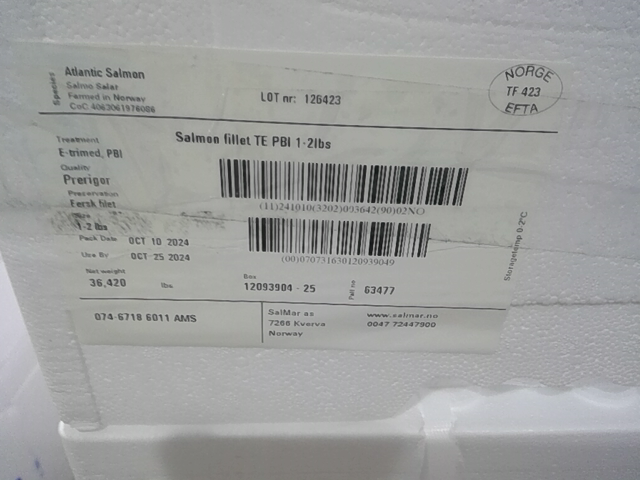 Species
Atlantic Salmon
Salmo Salar
Farmed in Norway
CoC 4063061976086
LOT nr: 126423
NORGE
TF 423
EFTA
Treatment
E-trimed, PBI
Salmon fillet TE PBI 1-2lbs
Quality
Prerigor
Preservation
Fersk filet
(11)241010(3202)093642(90)02NO
Size
1-2 lbs
Pack Date OCT 10 2024
Use By OCT 25 2024
(00)070731630120939049
Storagetemp 0-2°C
Net weight
36,420 lbs
Box
12093904 - 25
Pall no 63477
074-6718 6011 AMS
SalMar as
7266 Kverva
Norway
www.salmar.no
0047 72447900